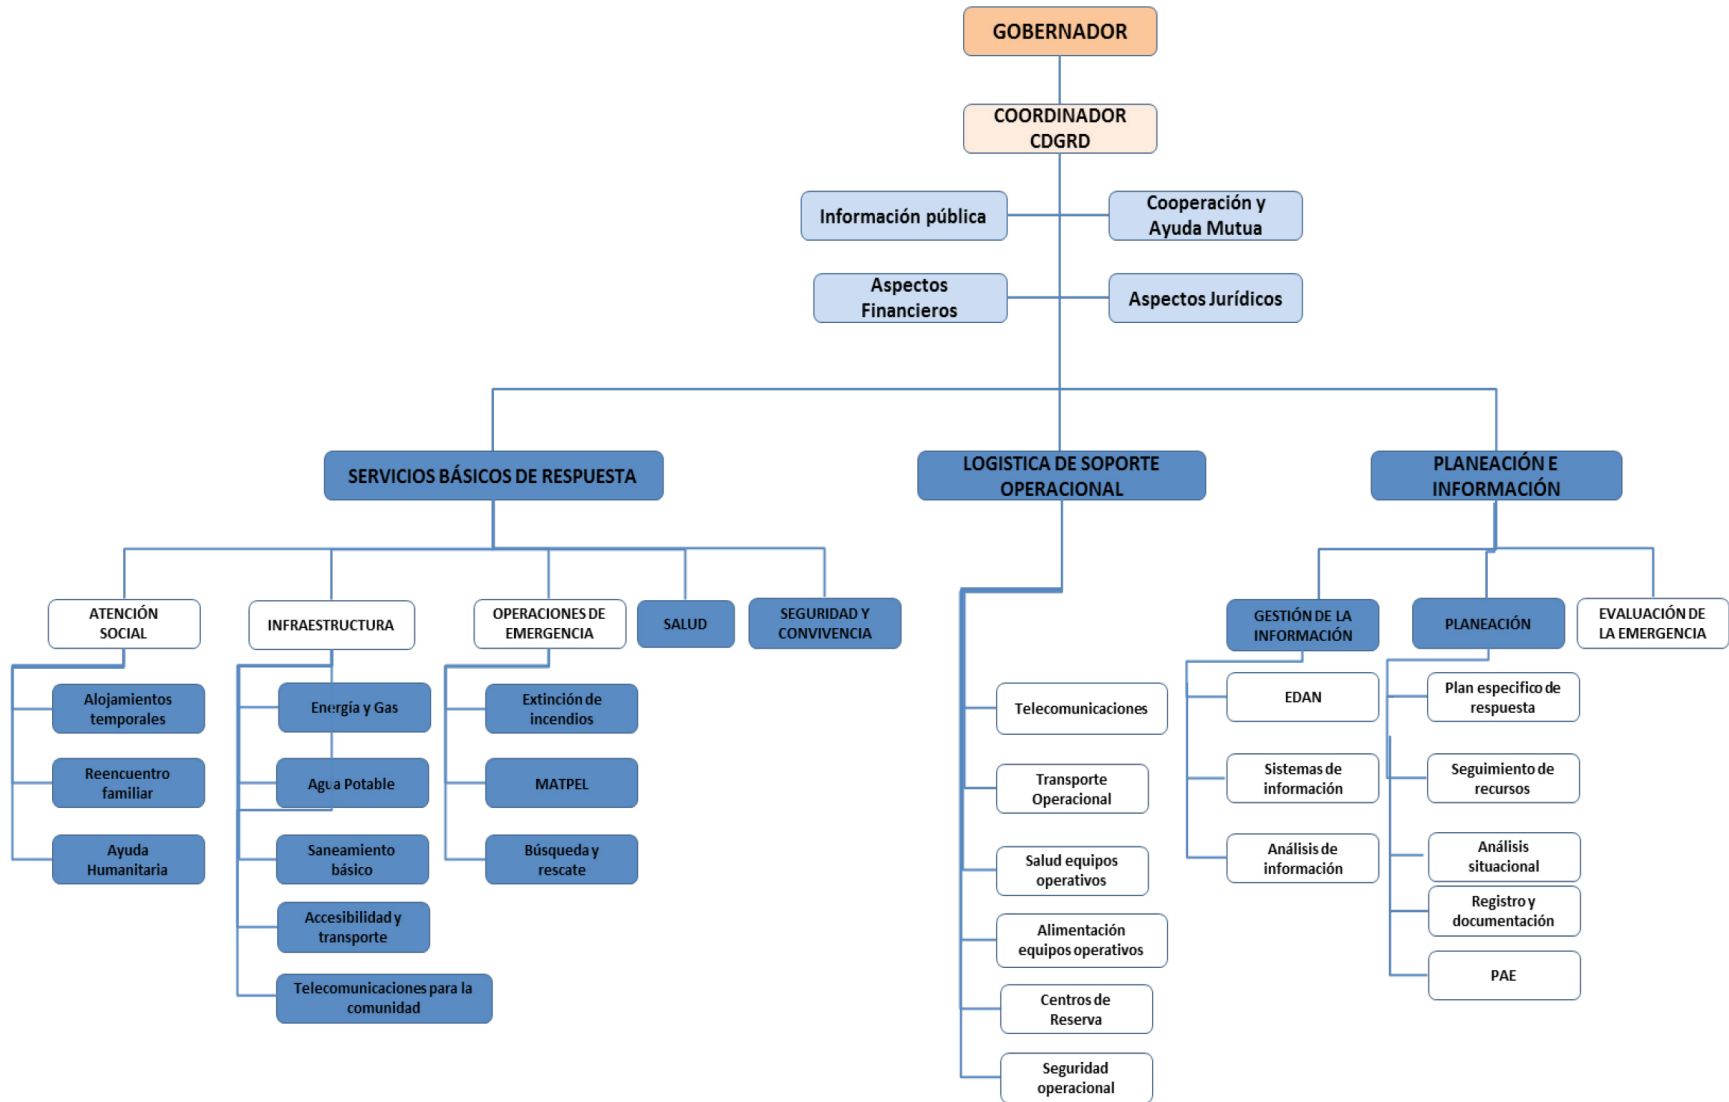 GOBERNADOR
COORDINADOR
CDGRD
Información pública
Cooperación y
Ayuda Mutua
Aspectos
Financieros
Aspectos Jurídicos
SERVICIOS BÁSICOS DE RESPUESTA
LOGISTICA DE SOPORTE
OPERACIONAL
PLANEACIÓN E
INFORMACIÓN
ATENCIÓN
SOCIAL
INFRAESTRUCTURA
OPERACIONES DE
EMERGENCIA
SALUD
SEGURIDAD Y
CONVIVENCIA
GESTIÓN DE LA
INFORMACIÓN
PLANEACIÓN
EVALUACIÓN DE
LA EMERGENCIA
Alojamientos
temporales
Reencuentro
familiar
Ayuda
Humanitaria
Energía y Gas
Agua Potable
Saneamiento
básico
Accesibilidad y
transporte
Telecomunicaciones para la
comunidad
Extinción de
incendios
MATPEL
Búsqueda y
rescate
Telecomunicaciones
Transporte
Operacional
Salud equipos
operativos
Alimentación
equipos operativos
Centros de
Reserva
Seguridad
operacional
EDAN
Sistemas de
información
Análisis de
información
Plan especifico de
respuesta
Seguimiento de
recursos
Análisis
situacional
Registro y
documentación
PAE